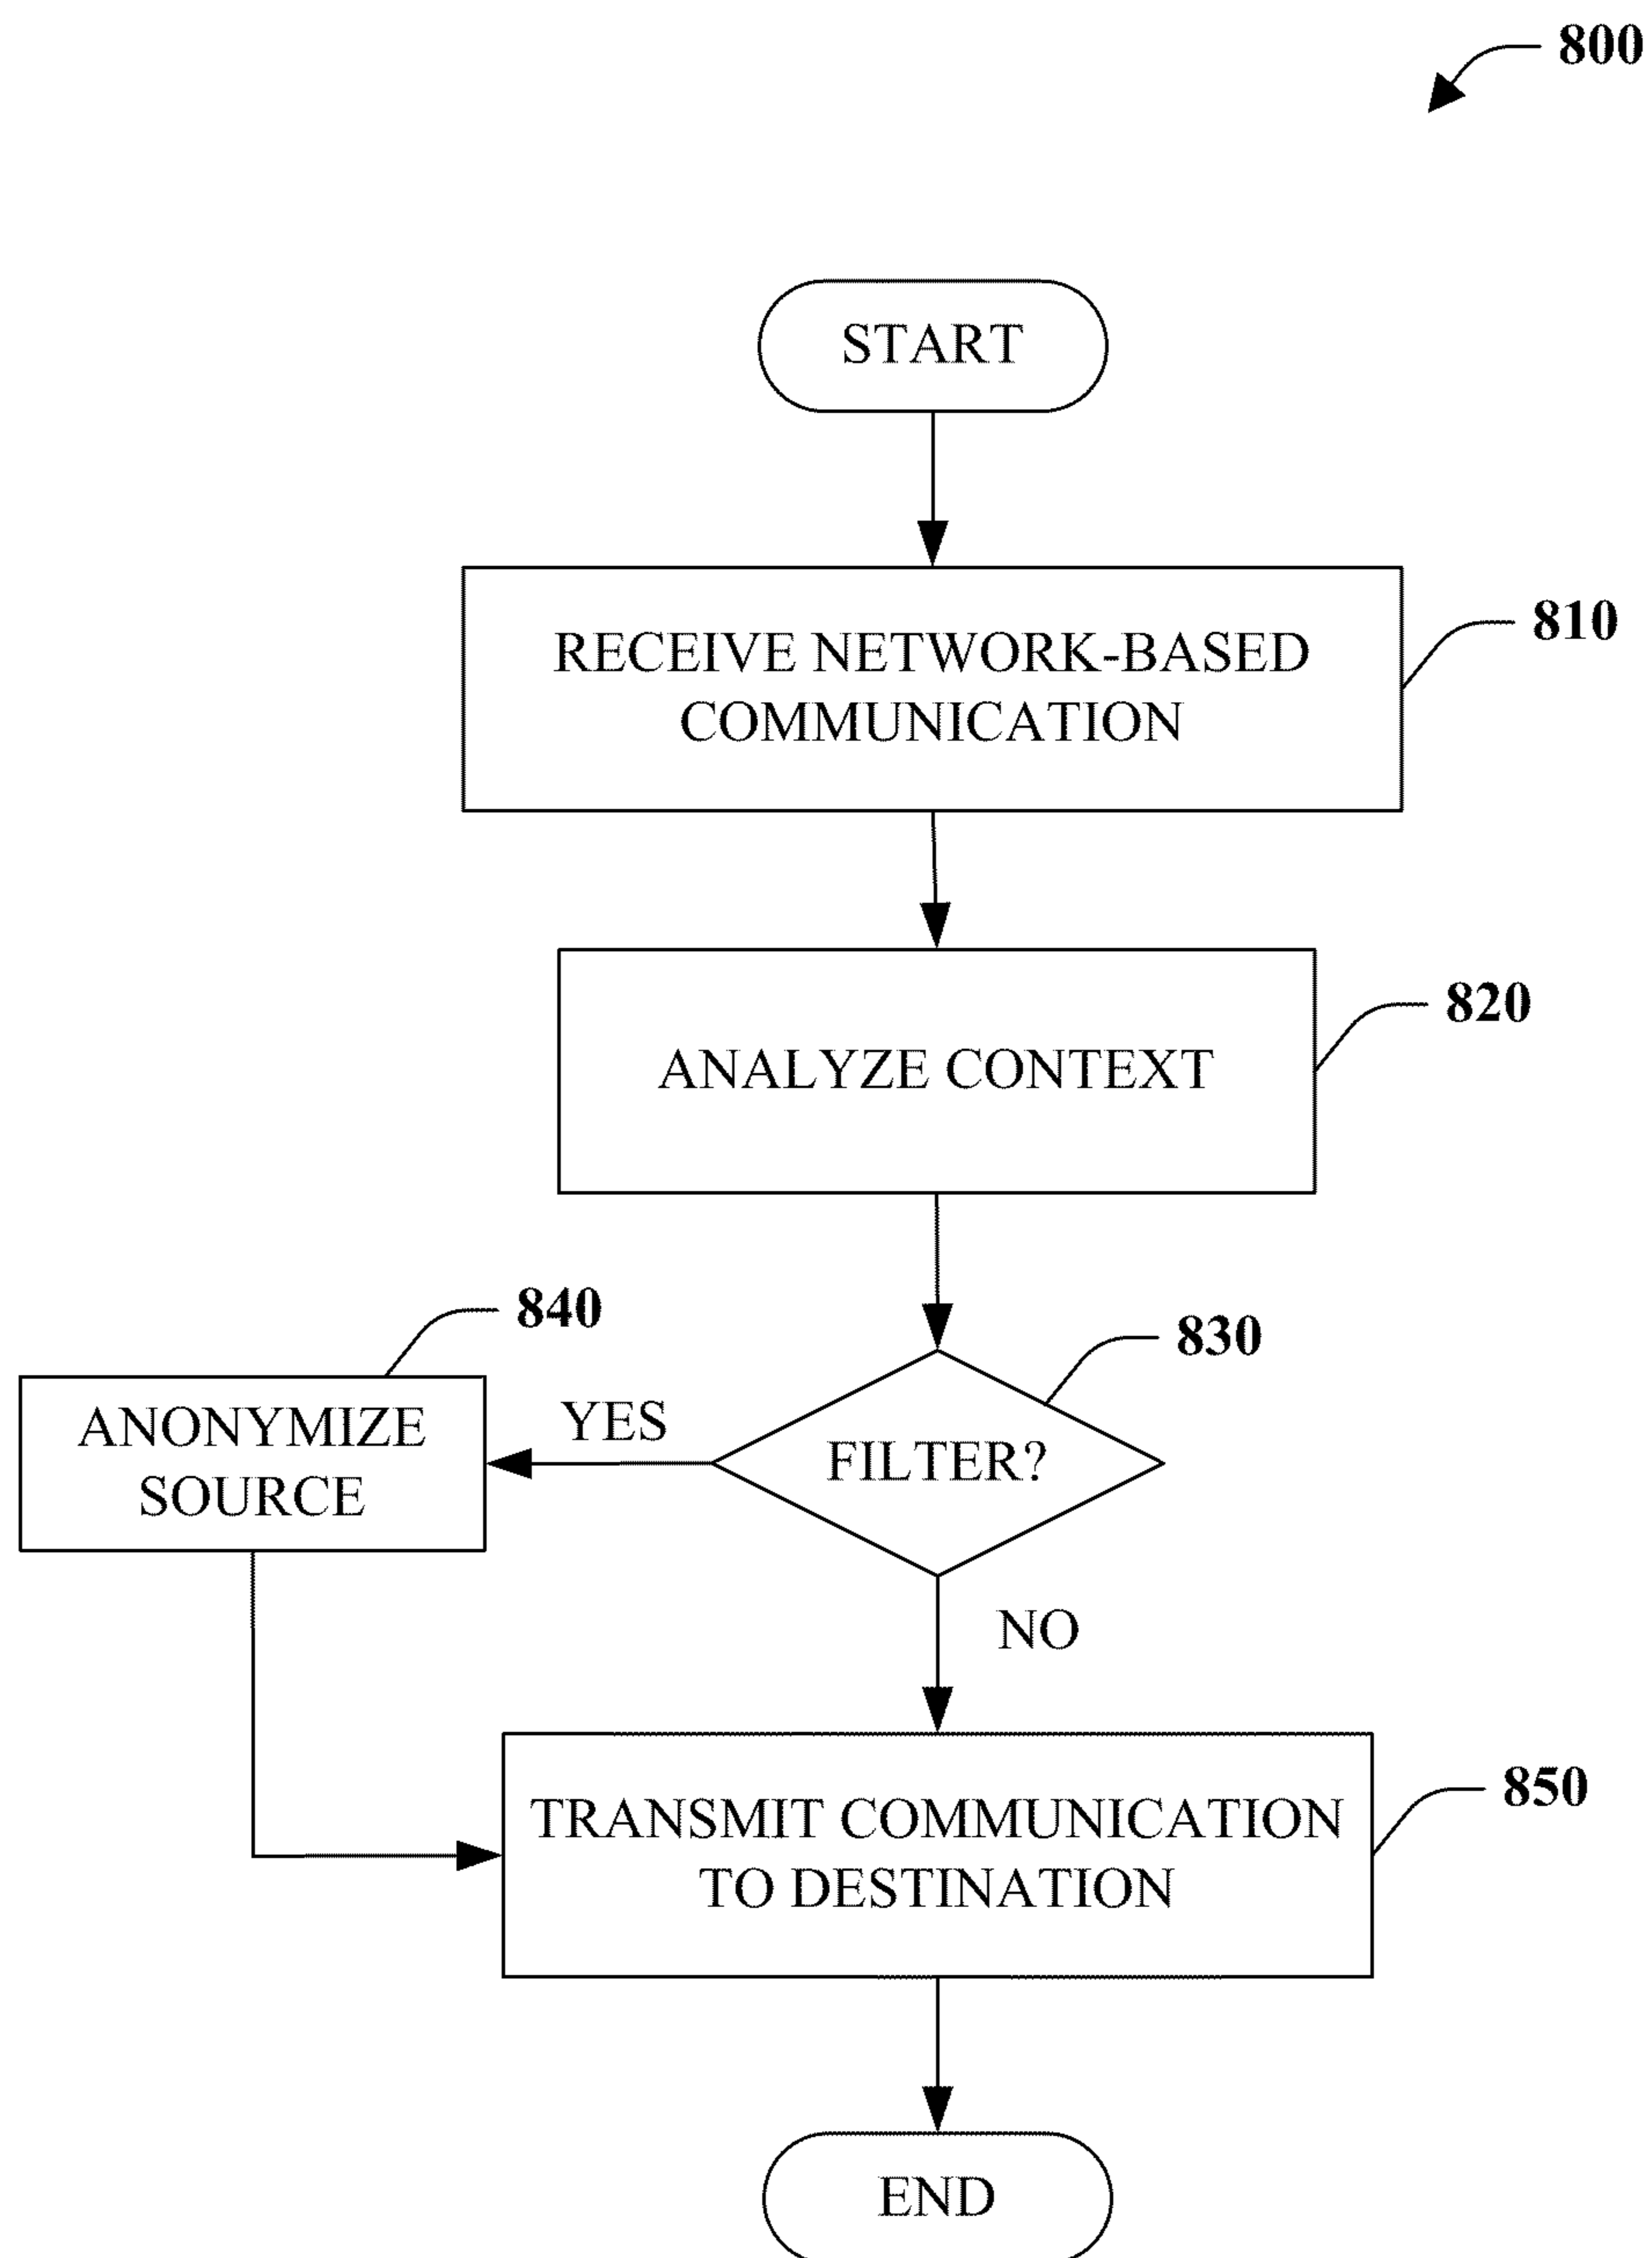 800
START
RECEIVE NETWORK-BASED
COMMUNICATION
810
ANALYZE CONTEXT
820
840
830
ANONYMIZE
SOURCE
YES
FILTER?
NO
TRANSMIT COMMUNICATION
TO DESTINATION
850
END